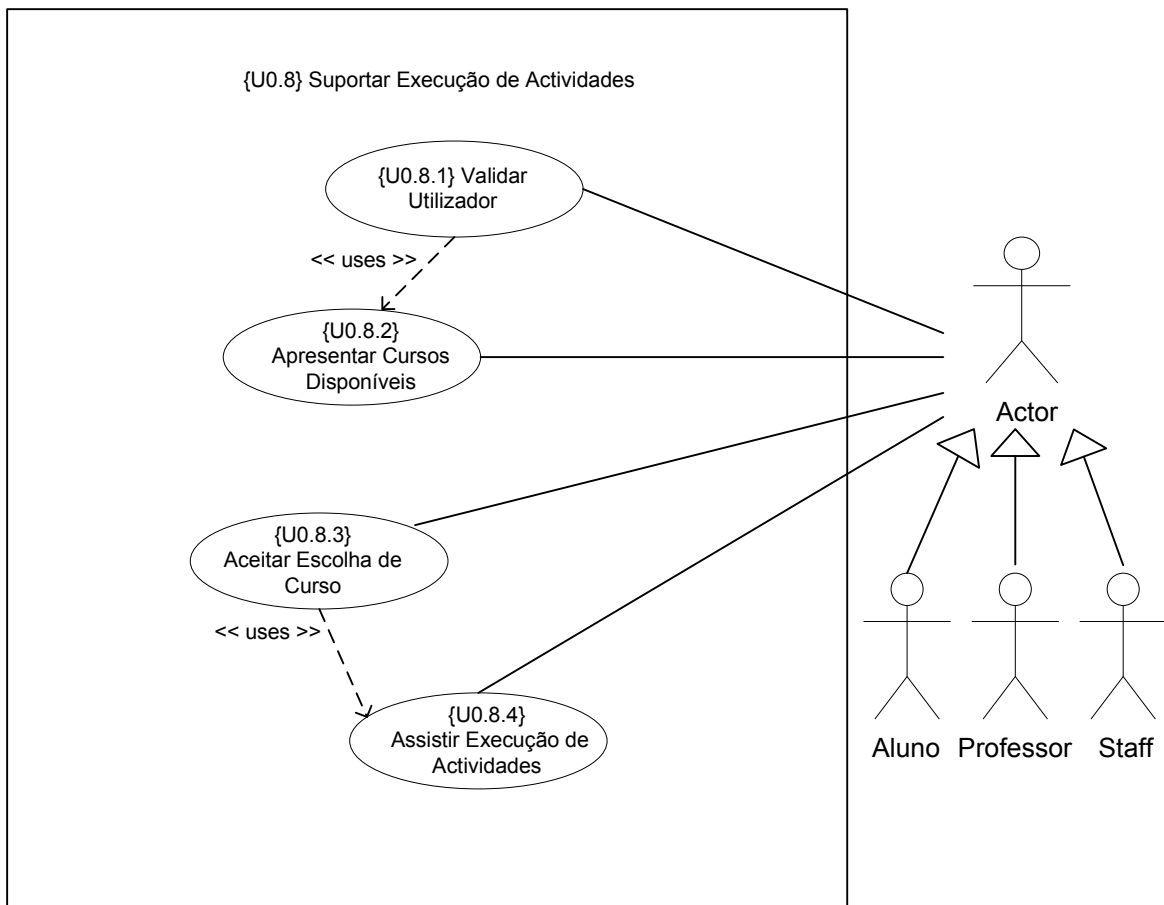 {U0.8} Suportar Execução de Actividades
{U0.8.1} Validar
Utilizador
<< uses >>
{U0.8.2}
Apresentar Cursos
Disponíveis
Actor
{U0.8.3}
Aceitar Escolha de
Curso
<< uses >>
{U0.8.4}
Assistir Execução de
Actividades
Aluno
Professor
Staff